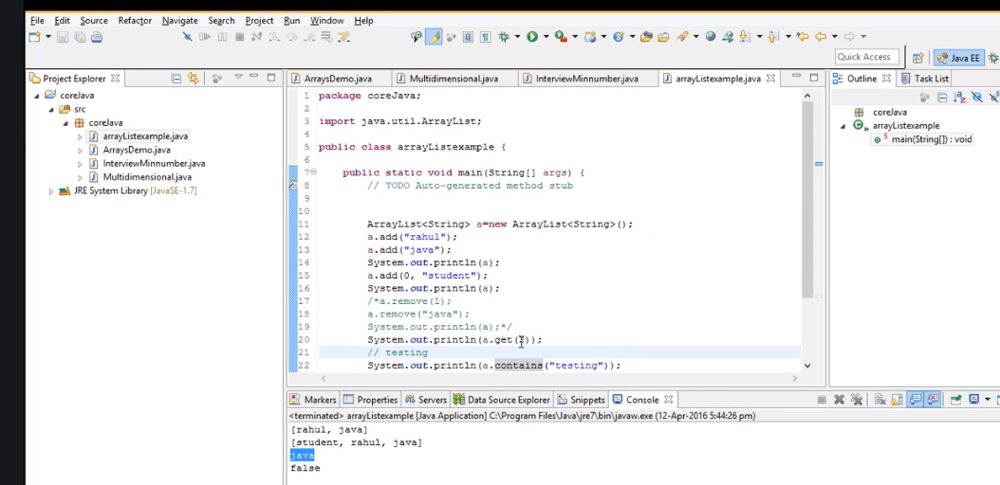 File Edit Source Refactor Navigate Search Project Run Window Help
Quick Access
Java EE
Project Explorer
coreJava
src
coreJava
arrayListexample.java
ArraysDemo.java
InterviewMinnumber.java
Multidimensional.java
JRE System Library [JavaSE-1.7]
ArraysDemo.java Multidimensional.java InterviewMinnumber.java arrayListexample.java
1 package coreJava;
2
3 import java.util.ArrayList;
4
5 public class arrayListexample {
6
7 public static void main(String[] args) {
8 // TODO Auto-generated method stub
9
10
11 ArrayList<String> a=new ArrayList<String>();
12 a.add("rahul");
13 a.add("java");
14 System.out.println(a);
15 a.add(0, "student");
16 System.out.println(a);
17 /*a.remove(1);
18 a.remove("java");
19 System.out.println(a);*/
20 System.out.println(a.get( ));
21 // testing
22 System.out.println(a.contains("testing"));
Outline Task List
coreJava
arrayListexample
main(String[]) : void
Markers Properties Servers Data Source Explorer Snippets Console
<terminated> arrayListexample [Java Application] C:\Program Files\Java\jre7\bin\javaw.exe (12-Apr-2016 5:44:26 pm)
[rahul, java]
[student, rahul, java]
java
false